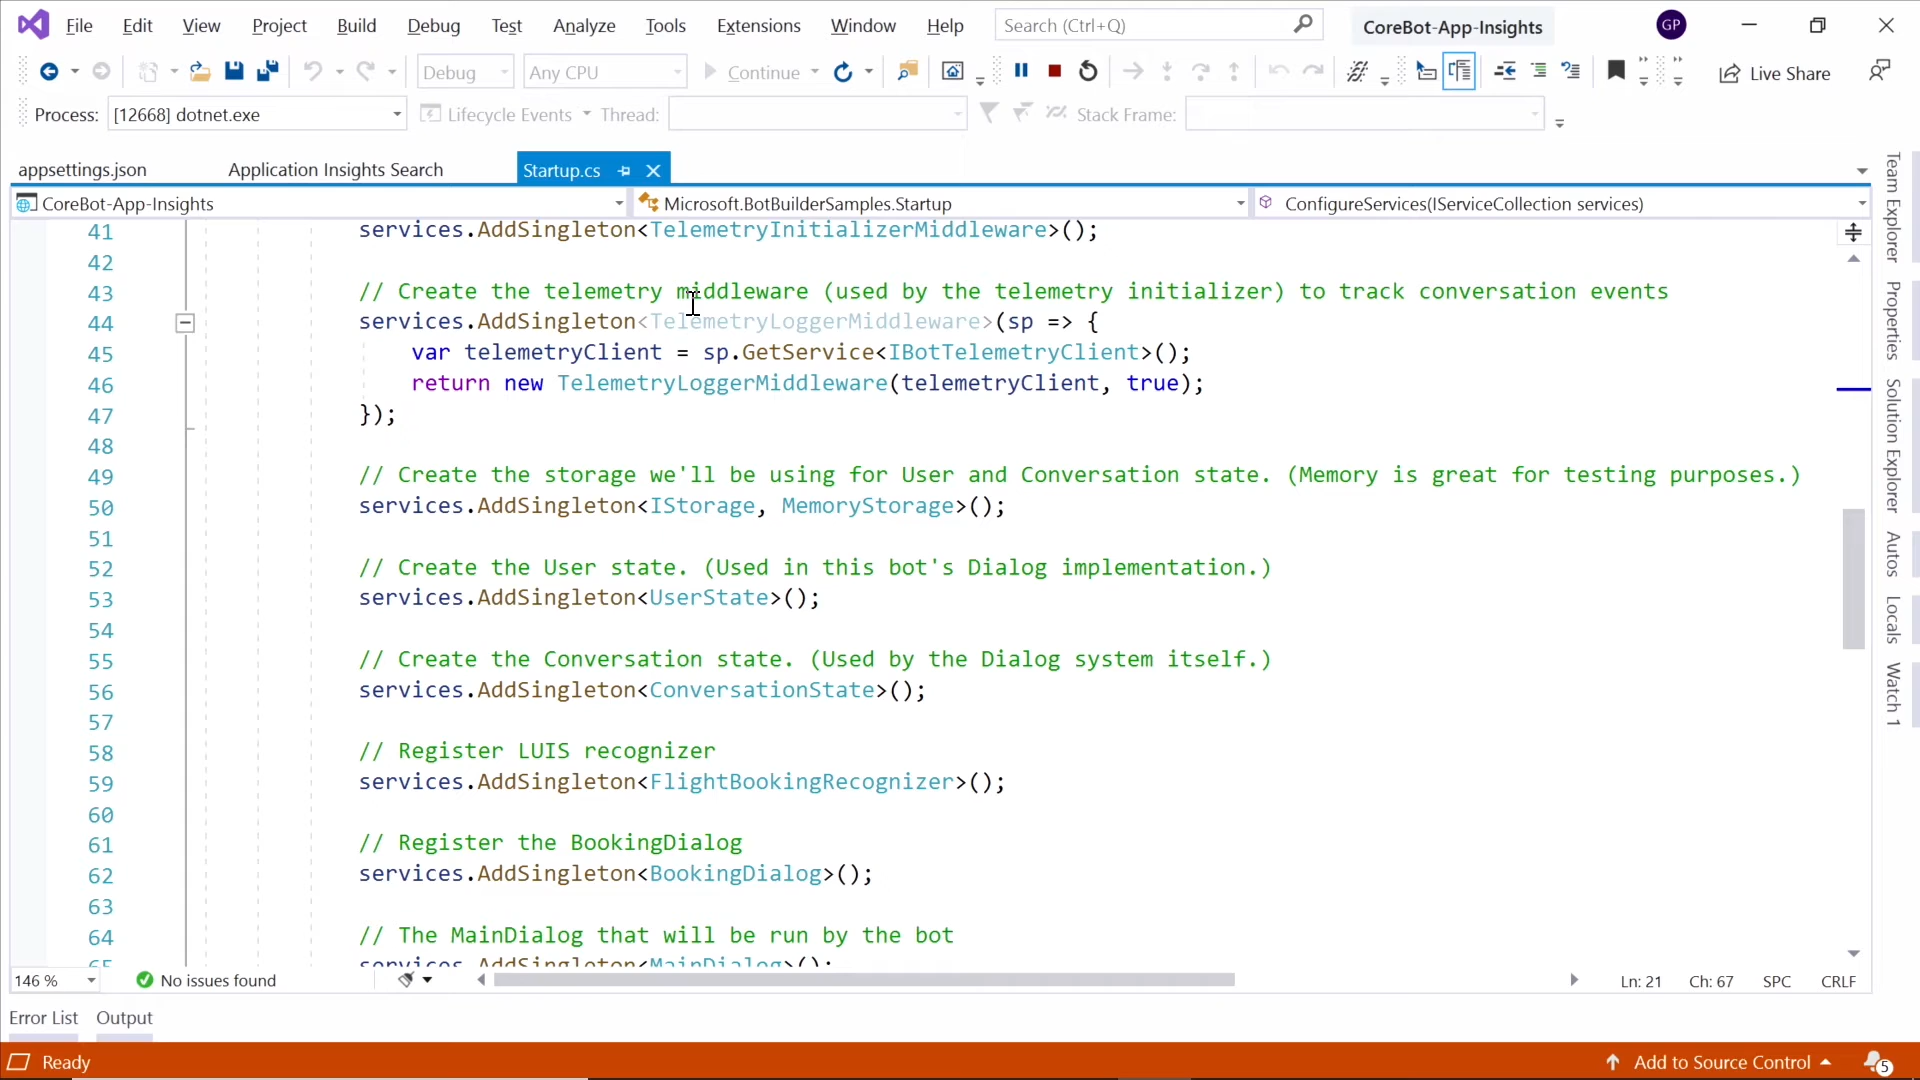 File Edit View Project Build Debug Test Analyze Tools Extensions Window Help Search (Ctrl+Q) CoreBot-App-Insights GP
Debug Any CPU Continue Live Share
Process: [12668] dotnet.exe Lifecycle Events Thread: Stack Frame:
appsettings.json Application Insights Search Startup.cs
CoreBot-App-Insights Microsoft.BotBuilderSamples.Startup ConfigureServices(IServiceCollection services)
41 services.AddSingleton<TelemetryInitializerMiddleware>();
42
43 // Create the telemetry middleware (used by the telemetry initializer) to track conversation events
44 services.AddSingleton<TelemetryLoggerMiddleware>(sp => {
45 var telemetryClient = sp.GetService<IBotTelemetryClient>();
46 return new TelemetryLoggerMiddleware(telemetryClient, true);
47 });
48
49 // Create the storage we'll be using for User and Conversation state. (Memory is great for testing purposes.)
50 services.AddSingleton<IStorage, MemoryStorage>();
51
52 // Create the User state. (Used in this bot's Dialog implementation.)
53 services.AddSingleton<UserState>();
54
55 // Create the Conversation state. (Used by the Dialog system itself.)
56 services.AddSingleton<ConversationState>();
57
58 // Register LUIS recognizer
59 services.AddSingleton<FlightBookingRecognizer>();
60
61 // Register the BookingDialog
62 services.AddSingleton<BookingDialog>();
63
64 // The MainDialog that will be run by the bot
65 services.AddSingleton<MainDialog>();
146 % No issues found Ln: 21 Ch: 67 SPC CRLF
Error List Output
Ready Add to Source Control 5
Team Explorer
Properties
Solution Explorer
Autos
Locals
Watch 1